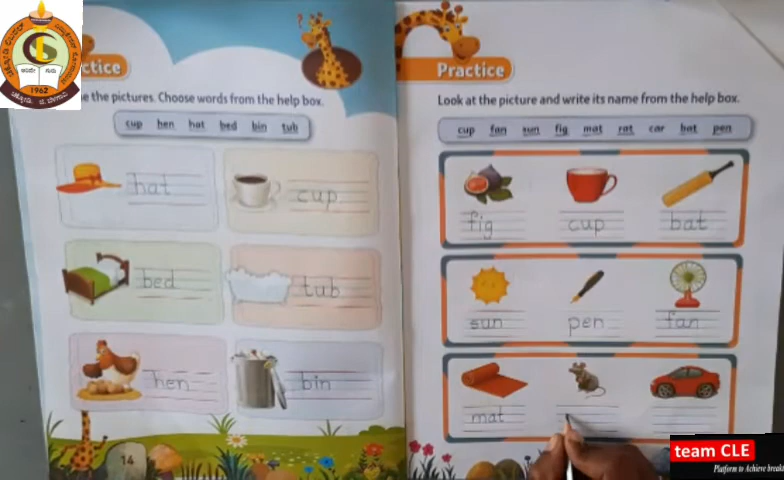 1962
ctice
e the pictures. Choose words from the help box.
cup hen hat bed bin tub
hat
cup
bed
tub
hen
bin
14
Practice
Look at the picture and write its name from the help box.
cup fan sun fig mat rat car bat pen
fig cup bat
sun pen fan
mat
team CLE
Platform to Achieve break